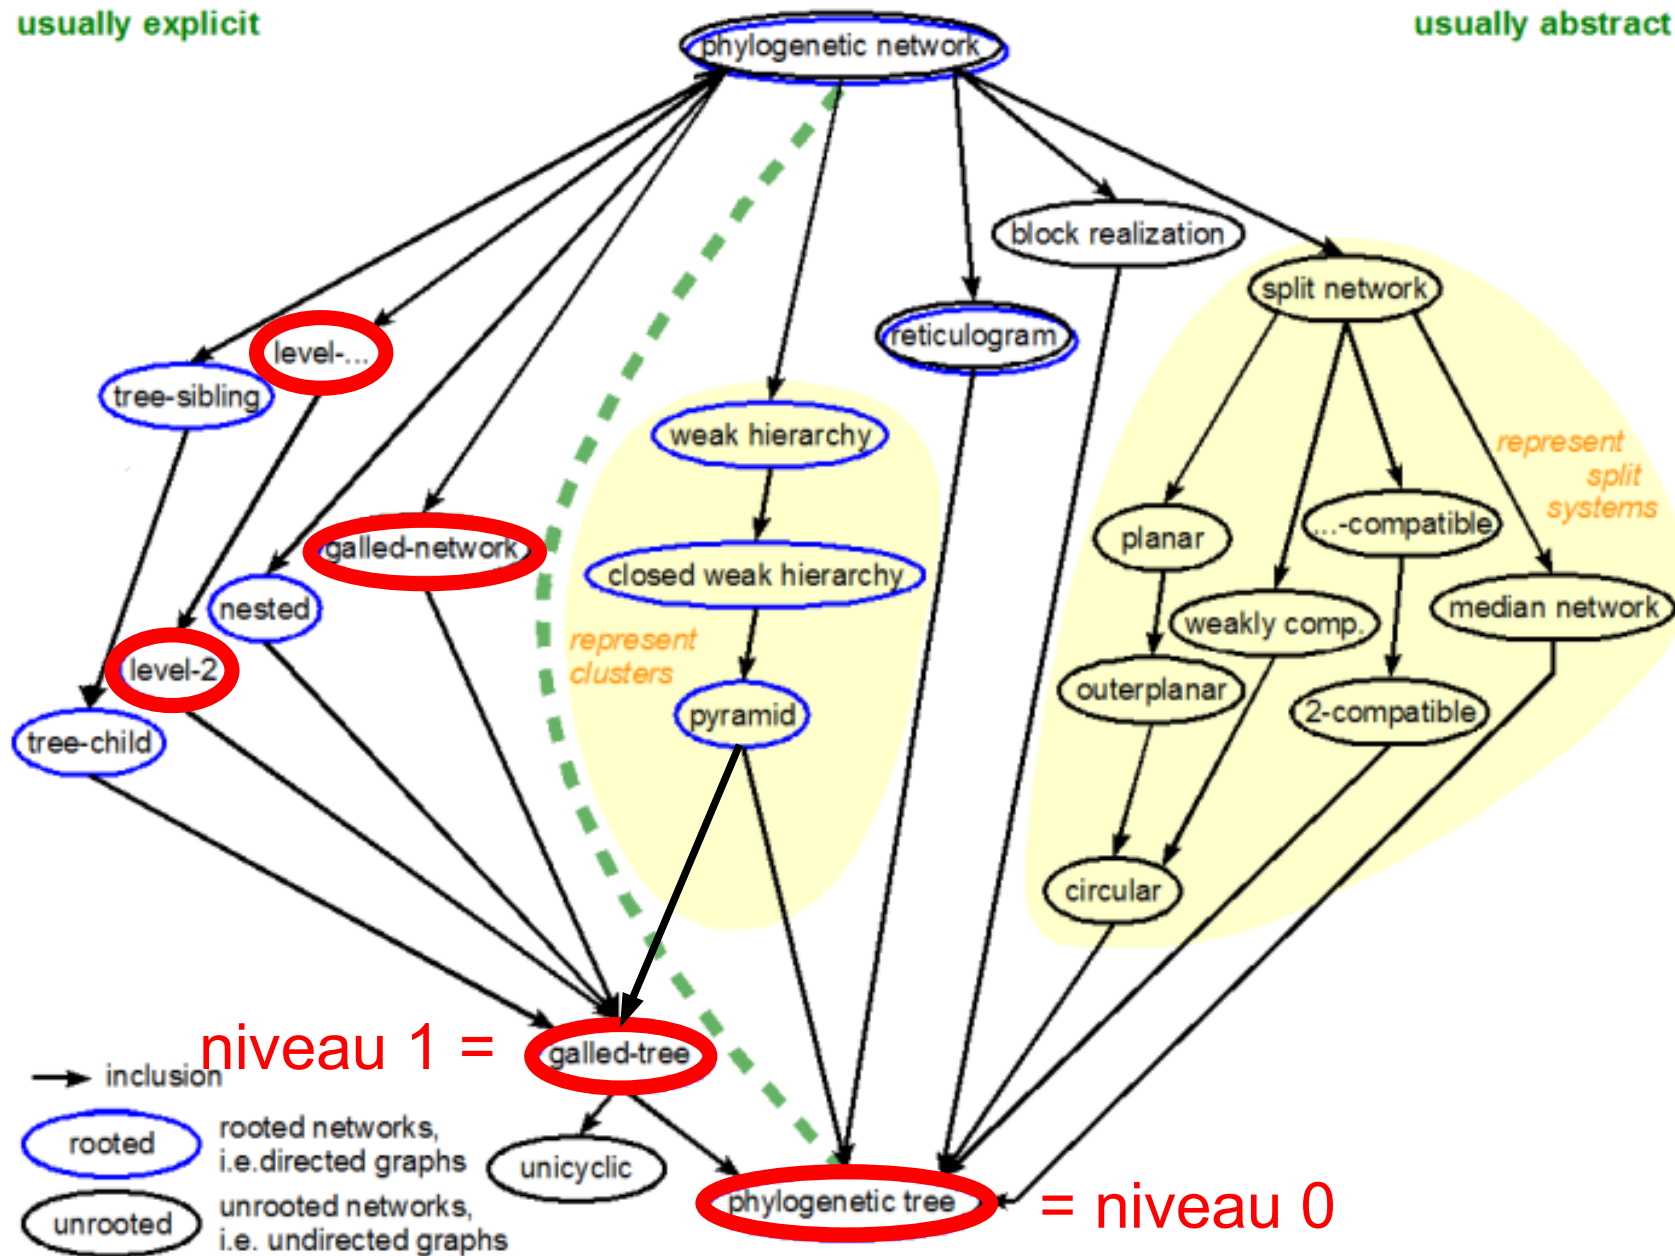 usually explicit
usually abstract
phylogenetic network
block realization
split network
level-...
reticulogram
tree-sibling
weak hierarchy
represent
split
systems
planar
...-compatible
galled-network
closed weak hierarchy
nested
weakly comp.
median network
represent
clusters
level-2
outerplanar
2-compatible
pyramid
tree-child
circular
niveau 1 =
galled-tree
inclusion
rooted
rooted networks,
i.e.directed graphs
unicyclic
phylogenetic tree
= niveau 0
unrooted
unrooted networks,
i.e. undirected graphs